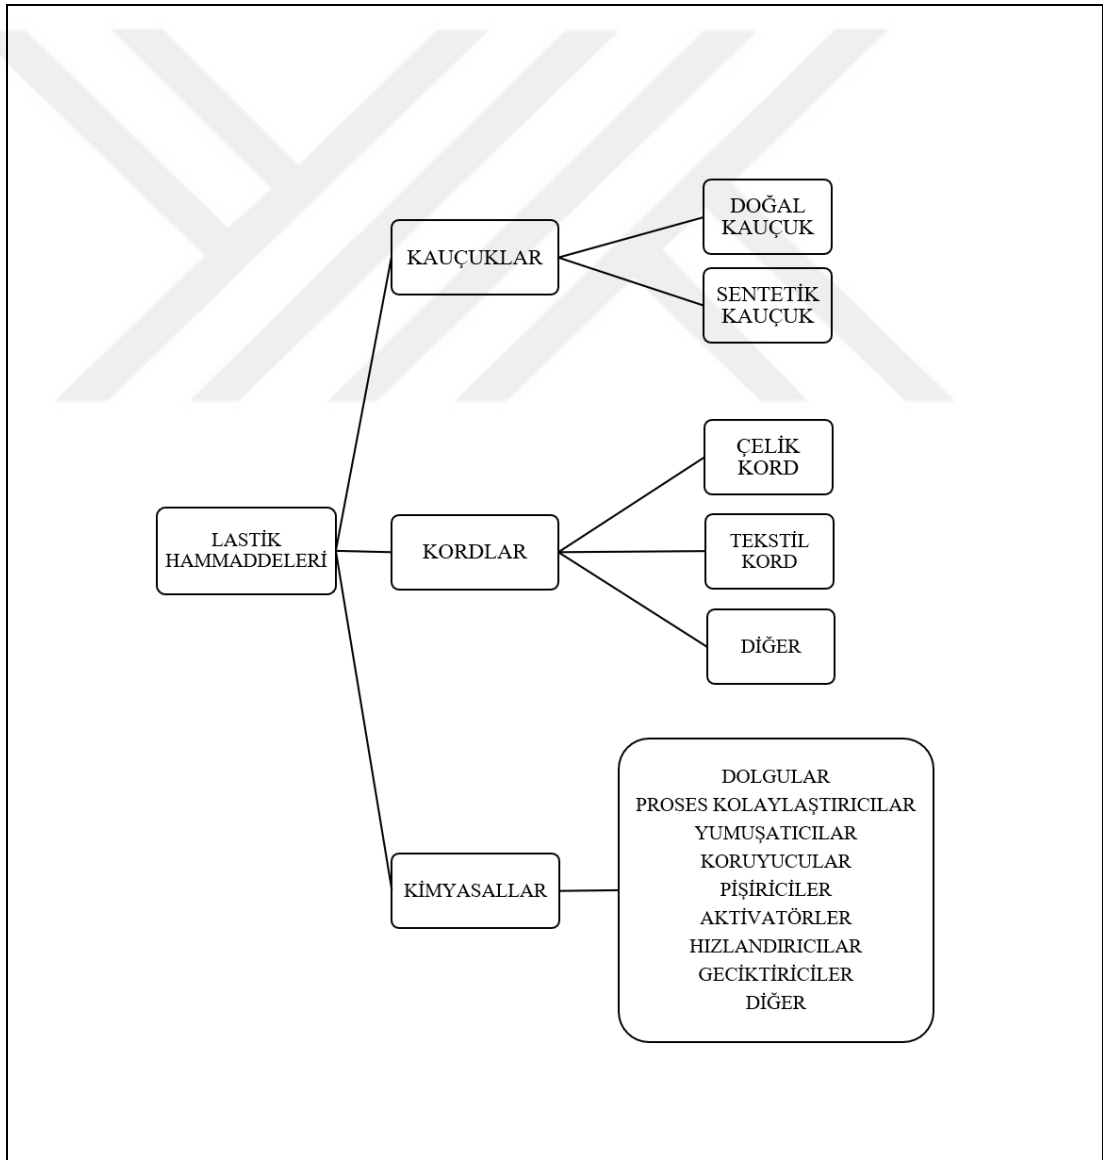 LASTİK
HAMMADDELERİ
KAUÇUKLAR
DOĞAL
KAUÇUK
SENTETİK
KAUÇUK
KORDLAR
ÇELİK
KORD
TEKSTİL
KORD
DİĞER
KİMYASALLAR
DOLGULAR
PROSES KOLAYLAŞTIRICILAR
YUMUŞATICILAR
KORUYUCULAR
PİŞİRİCİLER
AKTİVATÖRLER
HIZLANDIRICILAR
GECİKTİRİCİLER
DİĞER